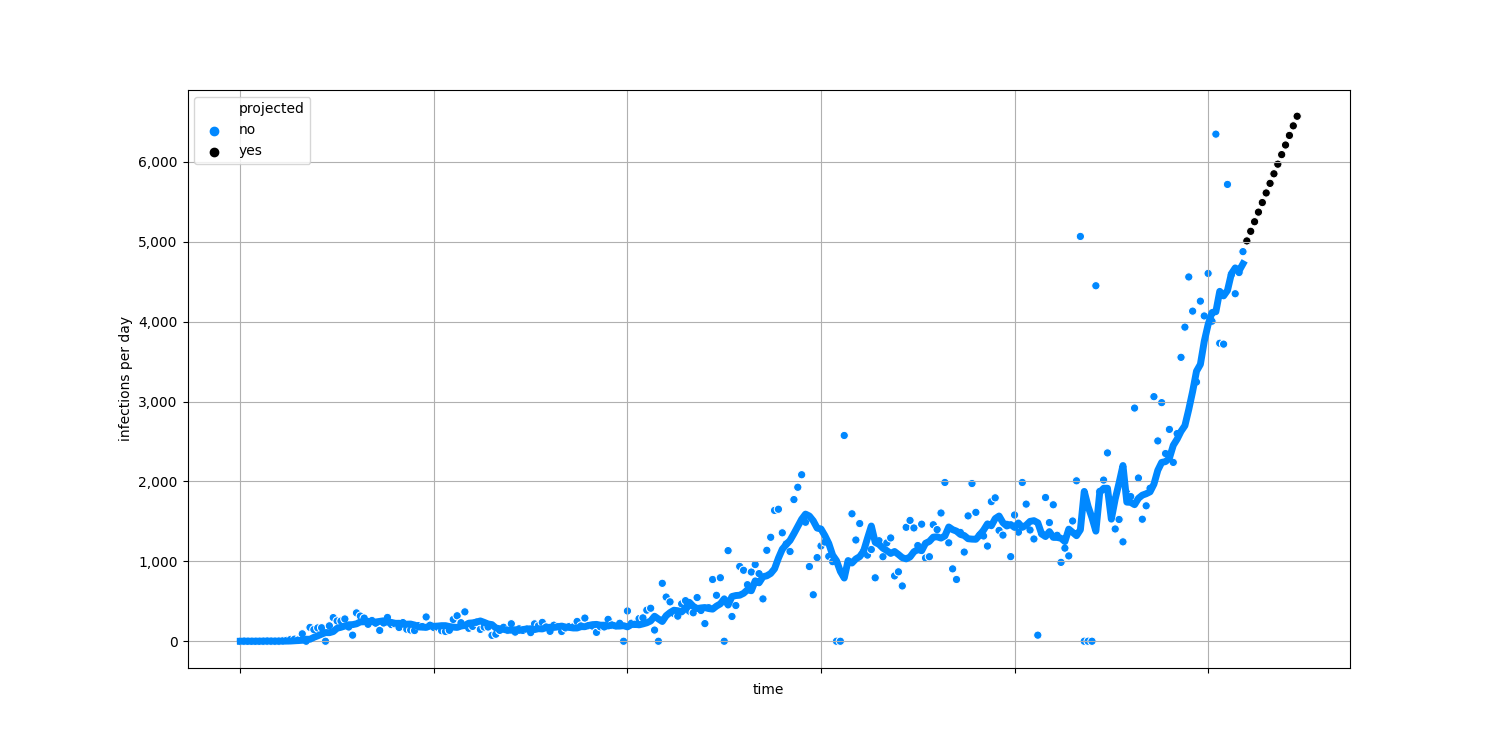 projected
no
yes
6,000
5,000
4,000
3,000
2,000
1,000
0
infections per day
time